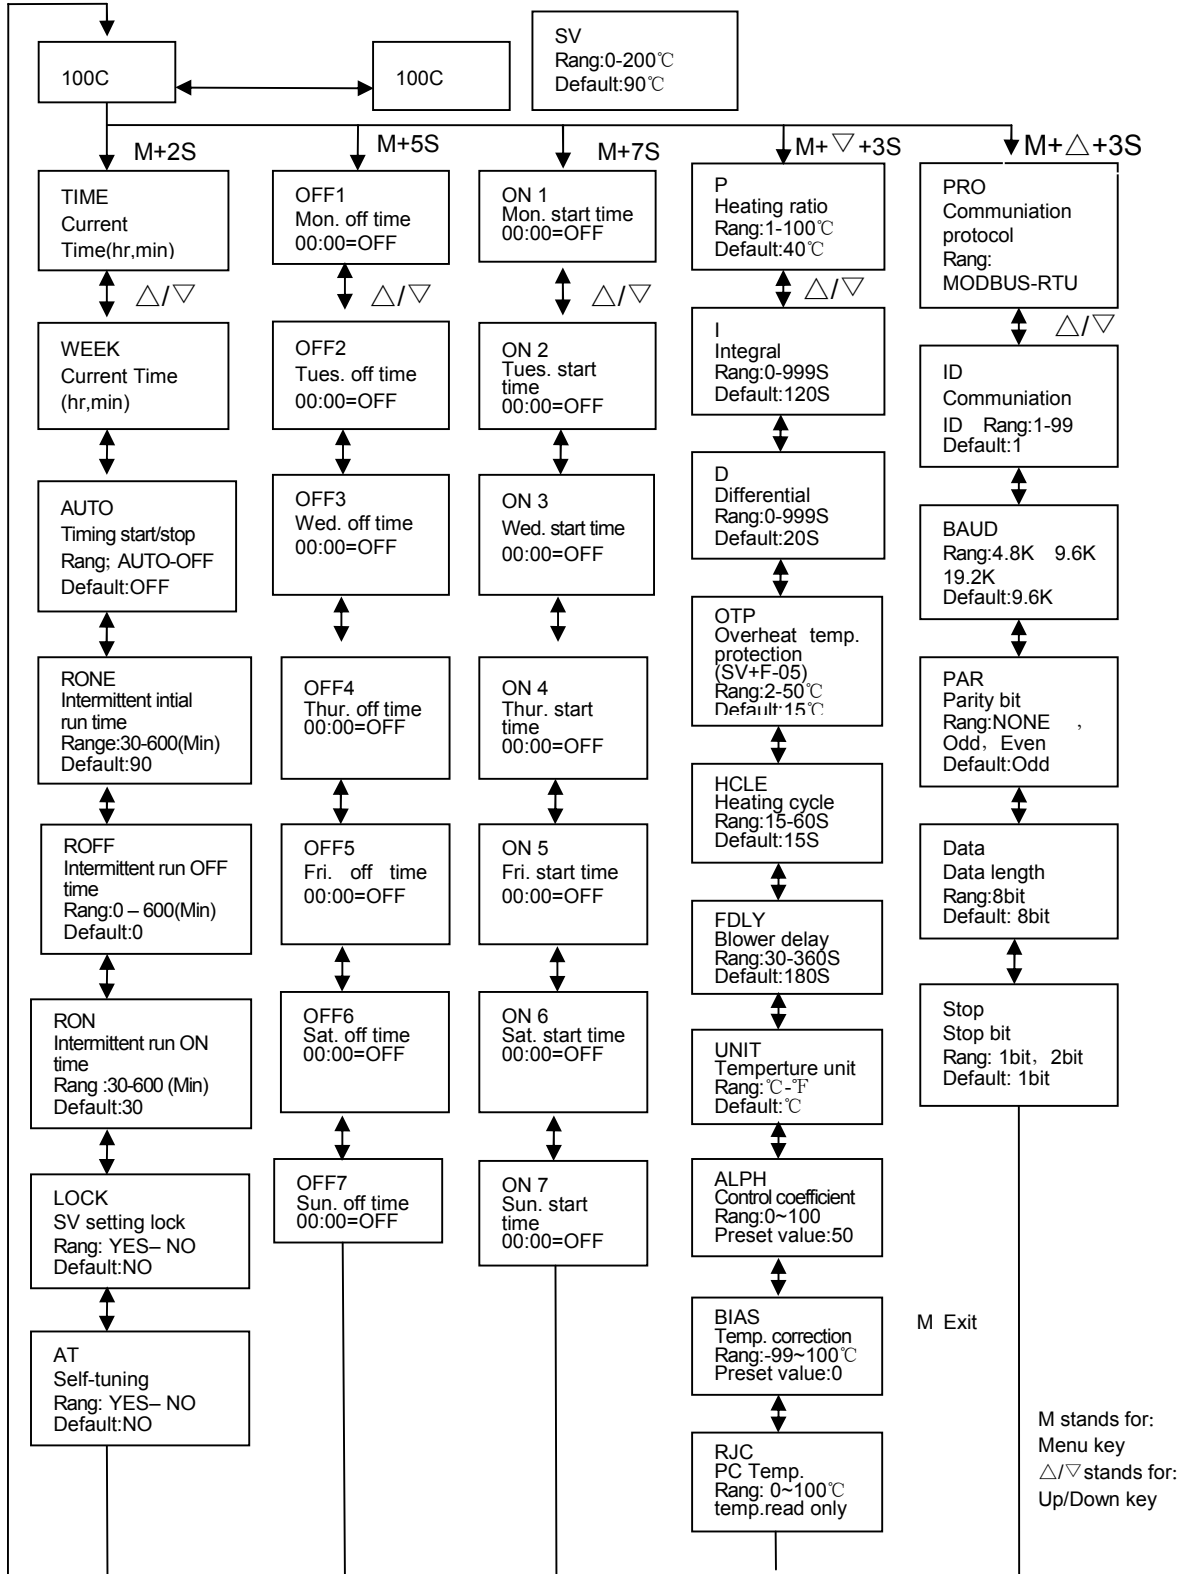 100C
100C
SV
Rang:0-200℃
Default:90℃
M+2S
TIME
Current
Time(hr,min)
△/▽
WEEK
Current Time
(hr,min)
AUTO
Timing start/stop
Rang; AUTO-OFF
Default:OFF
RONE
Intermittent intial
run time
Range:30-600(Min)
Default:90
ROFF
Intermittent run OFF
time
Rang:0 – 600(Min)
Default:0
RON
Intermittent run ON
time
Rang :30-600 (Min)
Default:30
LOCK
SV setting lock
Rang: YES– NO
Default:NO
AT
Self-tuning
Rang: YES– NO
Default:NO
M+5S
OFF1
Mon. off time
00:00=OFF
△/▽
OFF2
Tues. off time
00:00=OFF
OFF3
Wed. off time
00:00=OFF
OFF4
Thur. off time
00:00=OFF
OFF5
Fri. off time
00:00=OFF
OFF6
Sat. off time
00:00=OFF
OFF7
Sun. off time
00:00=OFF
M+7S
ON 1
Mon. start time
00:00=OFF
△/▽
ON 2
Tues. start
time
00:00=OFF
ON 3
Wed. start time
00:00=OFF
ON 4
Thur. start
time
00:00=OFF
ON 5
Fri. start time
00:00=OFF
ON 6
Sat. start time
00:00=OFF
ON 7
Sun. start
time
00:00=OFF
M+▽+3S
P
Heating ratio
Rang:1-100℃
Default:40℃
△/▽
I
Integral
Rang:0-999S
Default:120S
D
Differential
Rang:0-999S
Default:20S
OTP
Overheat temp.
protection
(SV+F-05)
Rang:2-50℃
Default:15℃
HCLE
Heating cycle
Rang:15-60S
Default:15S
FDLY
Blower delay
Rang:30-360S
Default:180S
UNIT
Temperture unit
Rang:℃-℉
Default:℃
ALPH
Control coefficient
Rang:0~100
Preset value:50
BIAS
Temp. correction
Rang:-99~100℃
Preset value:0
RJC
PC Temp.
Rang: 0~100℃
temp.read only
M+△+3S
PRO
Communiation
protocol
Rang:
MODBUS-RTU
△/▽
ID
Communiation
ID Rang:1-99
Default:1
BAUD
Rang:4.8K 9.6K
19.2K
Default:9.6K
PAR
Parity bit
Rang:NONE ，
Odd，Even
Default:Odd
Data
Data length
Rang:8bit
Default: 8bit
Stop
Stop bit
Rang: 1bit，2bit
Default: 1bit
M Exit
M stands for:
Menu key
△/▽stands for:
Up/Down key